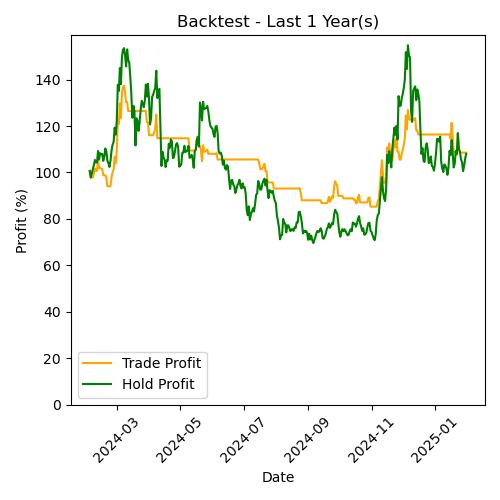 Backtest - Last 1 Year(s)
Profit (%)
140
120
100
80
60
40
20
0
Trade Profit
Hold Profit
2024-03
2024-05
2024-07
2024-09
2024-11
2025-01
Date